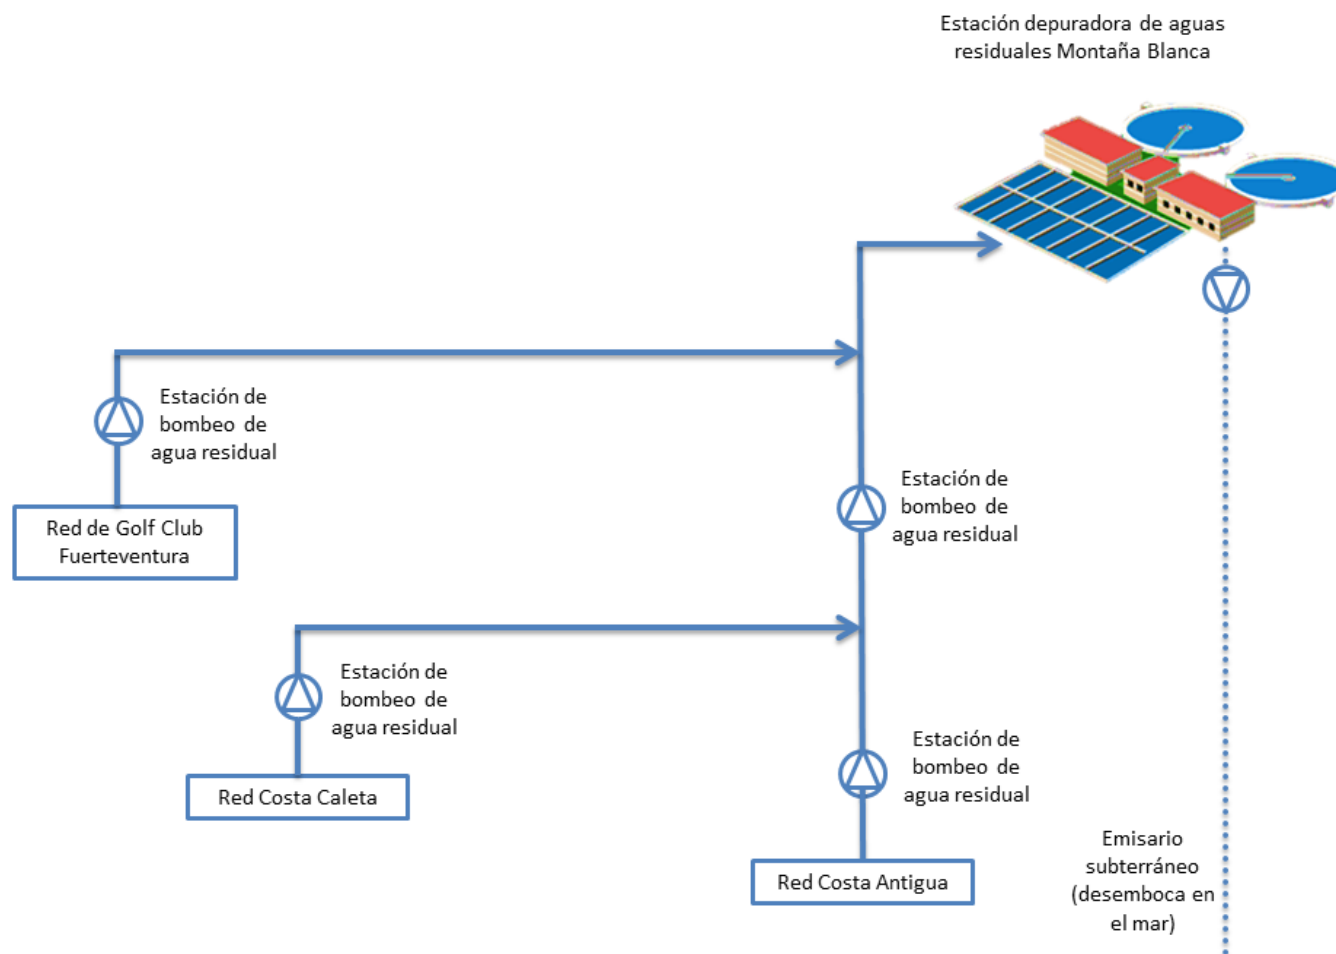 Estación depuradora de aguas
residuales Montaña Blanca
Estación de
bombeo de
agua residual
Red de Golf Club
Fuerteventura
Estación de
bombeo de
agua residual
Estación de
bombeo de
agua residual
Red Costa Caleta
Estación de
bombeo de
agua residual
Red Costa Antigua
Emisario
subterráneo
(desemboca en
el mar)